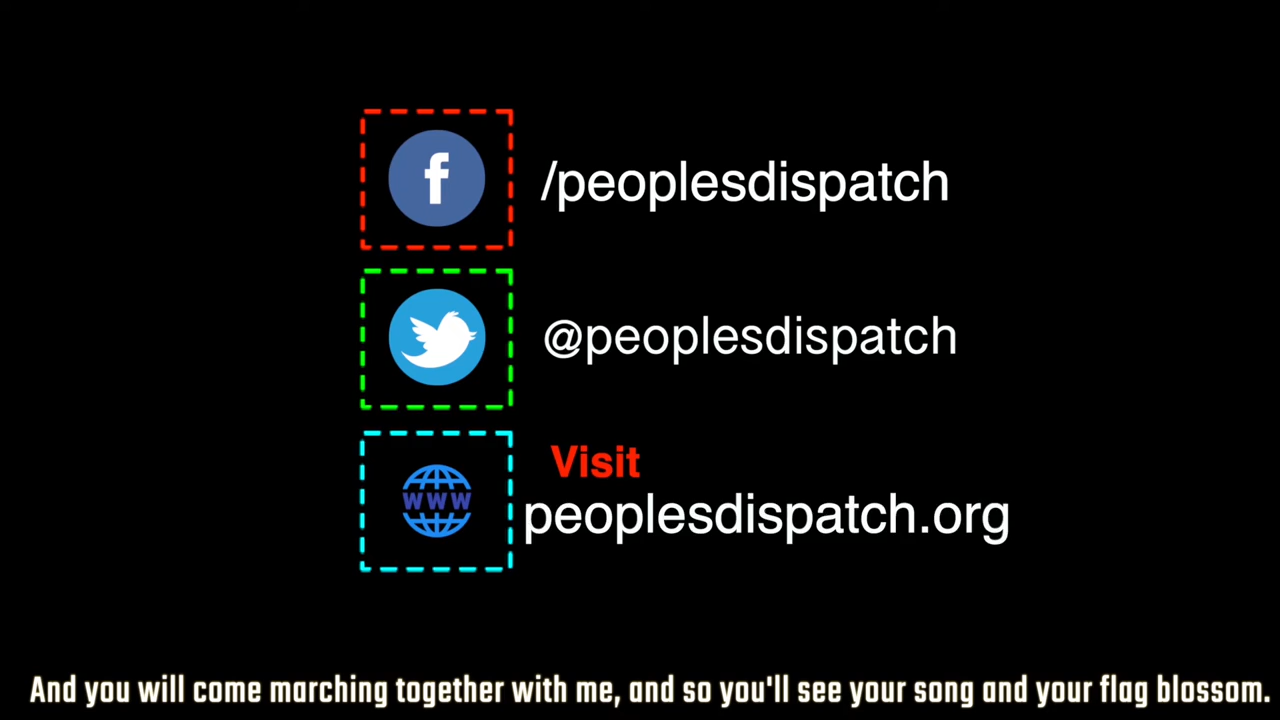 f
/peoplesdispatch
@peoplesdispatch
Visit
www
peoplesdispatch.org
And you will come marching together with me, and so you'll see your song and your flag blossom.